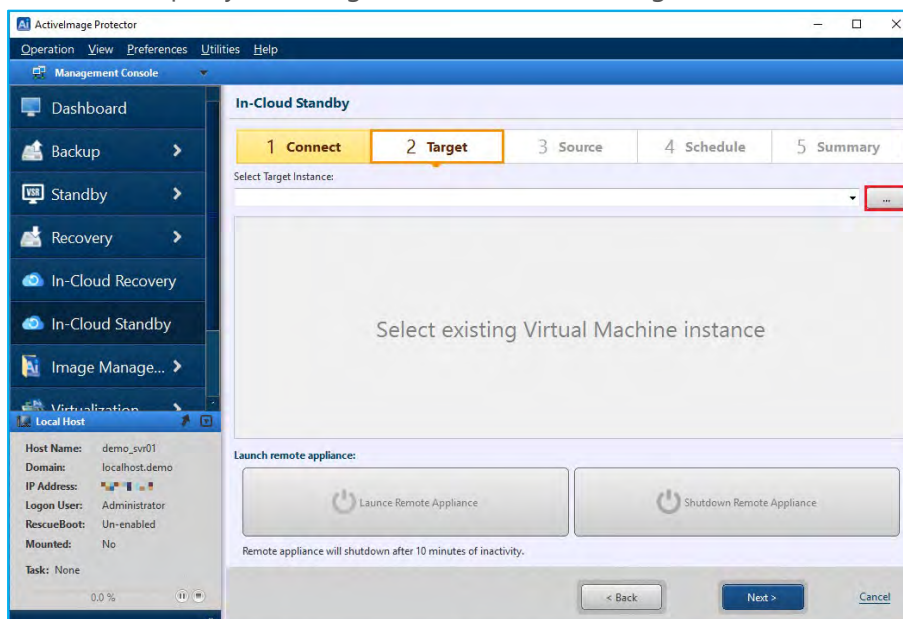 ActiveImage Protector
Operation View Preferences Utilities Help
Management Console
Dashboard
Backup
Standby
Recovery
In-Cloud Recovery
In-Cloud Standby
Image Manage...
Virtualization
Local Host
Host Name: demo_svr01
Domain: localhost.demo
IP Address:
Logon User: Administrator
RescueBoot: Un-enabled
Mounted: No
Task: None
0.0 %
In-Cloud Standby
1 Connect 2 Target 3 Source 4 Schedule 5 Summary
Select Target Instance:
...
Select existing Virtual Machine instance
Launch remote appliance:
Launce Remote Appliance Shutdown Remote Appliance
Remote appliance will shutdown after 10 minutes of inactivity.
< Back Next > Cancel